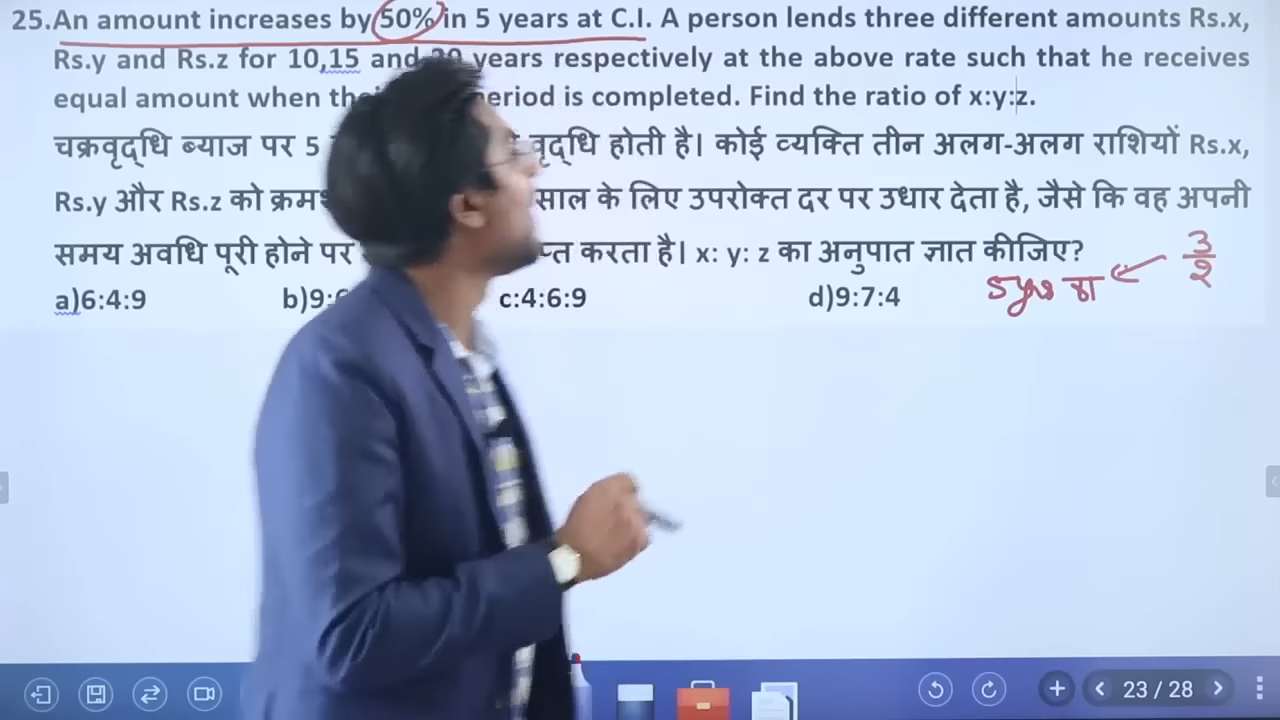 25.An amount increases by 50% in 5 years at C.I. A person lends three different amounts Rs.x,
Rs.y and Rs.z for 10,15 and years respectively at the above rate such that he receives
equal amount when is completed. Find the ratio of x:y:z.
चक्रवृद्धि ब्याज पर 5 वृद्धि होती है। कोई व्यक्ति तीन अलग-अलग राशियों Rs.x,
Rs.y और Rs.z को साल के लिए उपरोक्त दर पर उधार देता है, जैसे कि वह अपनी
समय अवधि पूरी होने पर करता है। x: y: z का अनुपात ज्ञात कीजिए?
a)6:4:9 c:4:6:9 d)9:7:4
3
2
23 / 28